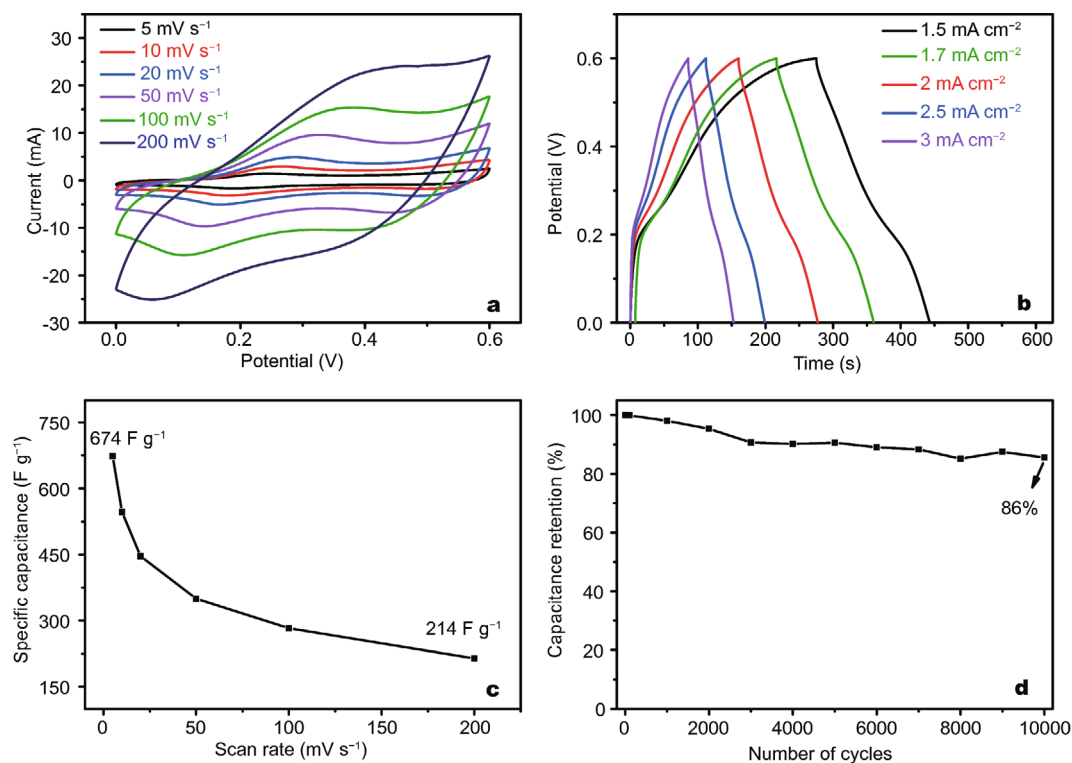 30
20
10
0
-10
-20
-30
Current (mA)
5 mV s⁻¹
10 mV s⁻¹
20 mV s⁻¹
50 mV s⁻¹
100 mV s⁻¹
200 mV s⁻¹
a
0.0
0.2
0.4
0.6
Potential (V)
0.6
0.4
0.2
0.0
Potential (V)
1.5 mA cm⁻²
1.7 mA cm⁻²
2 mA cm⁻²
2.5 mA cm⁻²
3 mA cm⁻²
b
0
100
200
300
400
500
600
Time (s)
750
600
450
300
150
Specific capacitance (F g⁻¹)
674 F g⁻¹
214 F g⁻¹
c
0
50
100
150
200
Scan rate (mV s⁻¹)
100
80
60
40
20
0
Capacitance retention (%)
86%
d
0
2000
4000
6000
8000
10000
Number of cycles